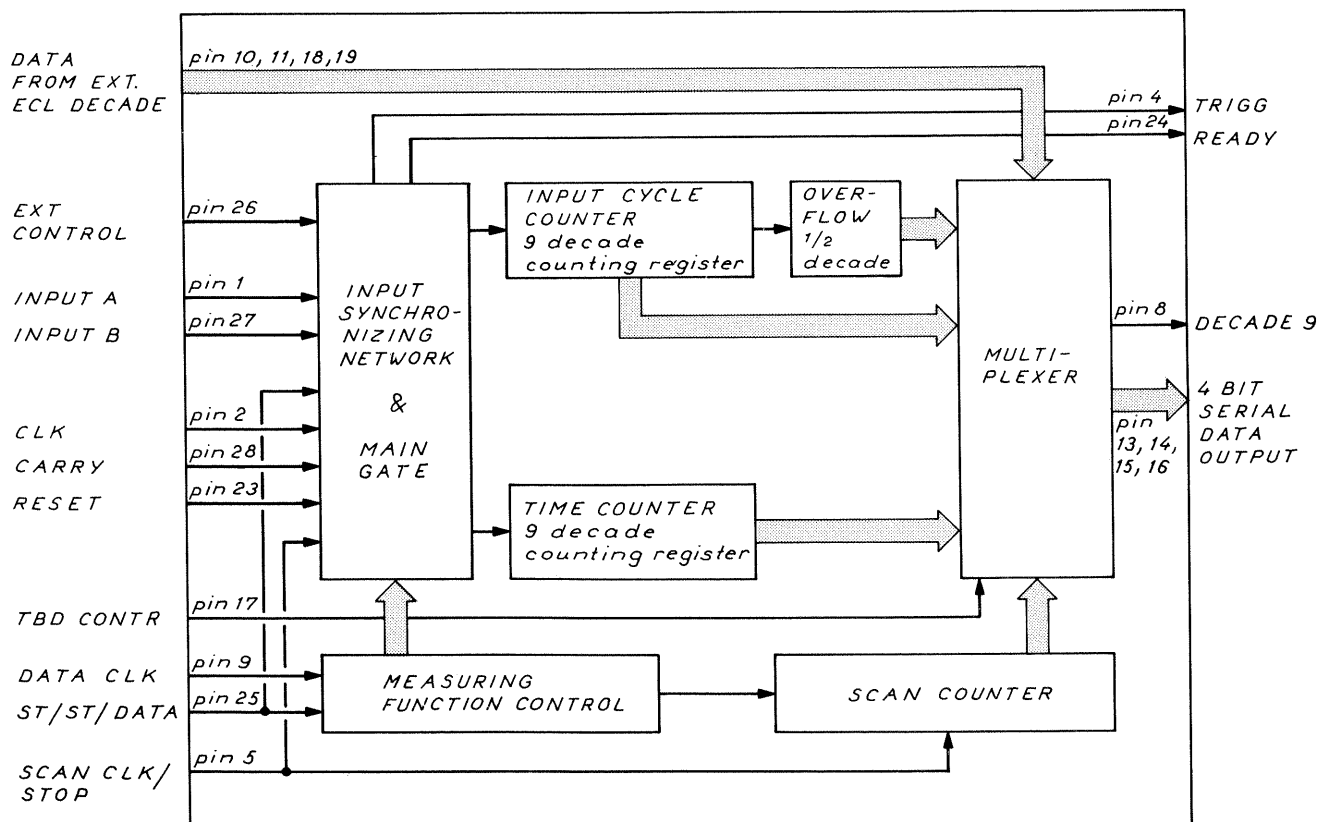 DATA
FROM EXT.
ECL DECADE
pin 10, 11, 18, 19
pin 4
TRIGG
pin 24
READY
EXT
CONTROL
pin 26
INPUT A
pin 1
INPUT B
pin 27
CLK
pin 2
CARRY
pin 28
RESET
pin 23
TBD CONTR
pin 17
DATA CLK
pin 9
ST/ST/DATA
pin 25
SCAN CLK/
STOP
pin 5
INPUT
SYNCHRO-
NIZING
NETWORK
&
MAIN
GATE
INPUT CYCLE
COUNTER
9 decade
counting register
OVER-
FLOW
1/2
decade
TIME COUNTER
9 decade
counting register
MULTI-
PLEXER
MEASURING
FUNCTION CONTROL
SCAN COUNTER
pin 8
DECADE 9
4 BIT
SERIAL
DATA
OUTPUT
pin
13, 14,
15, 16